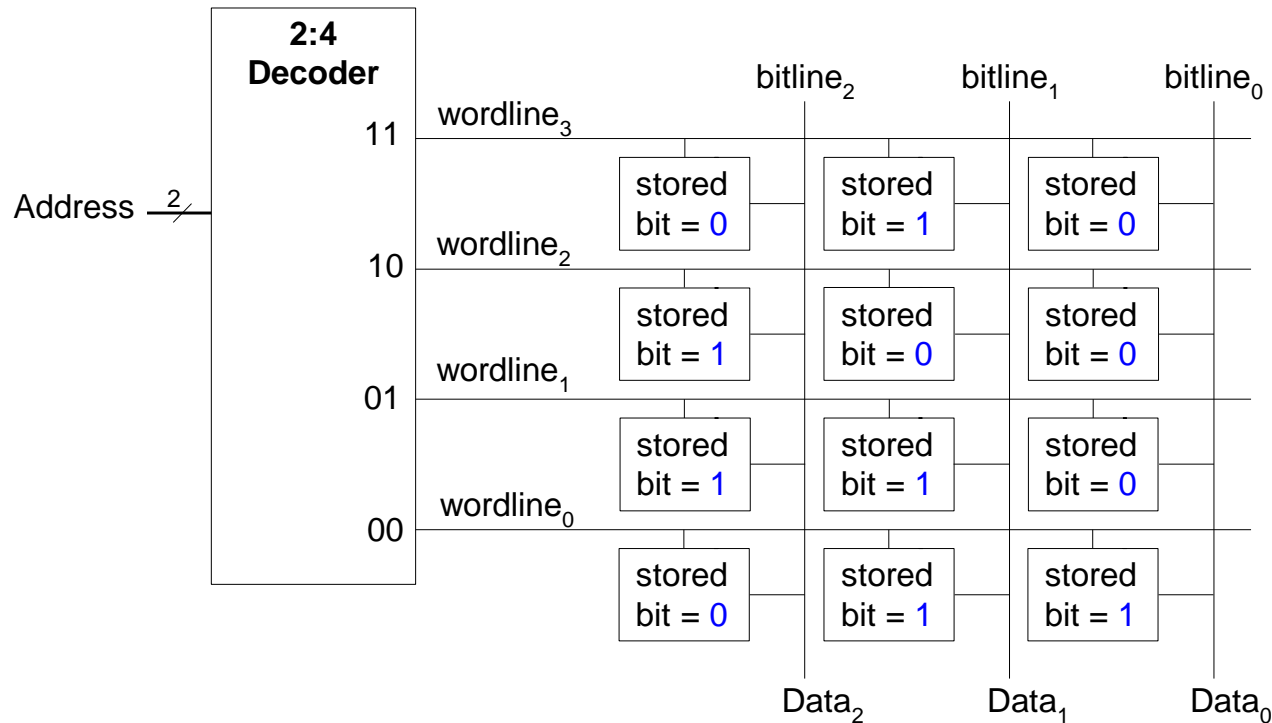 2:4
Decoder
bitline₂ bitline₁ bitline₀
wordline₃
11
stored stored stored
bit = 0 bit = 1 bit = 0
Address 2
wordline₂
10
stored stored stored
bit = 1 bit = 0 bit = 0
wordline₁
01
stored stored stored
bit = 1 bit = 1 bit = 0
wordline₀
00
stored stored stored
bit = 0 bit = 1 bit = 1
Data₂ Data₁ Data₀